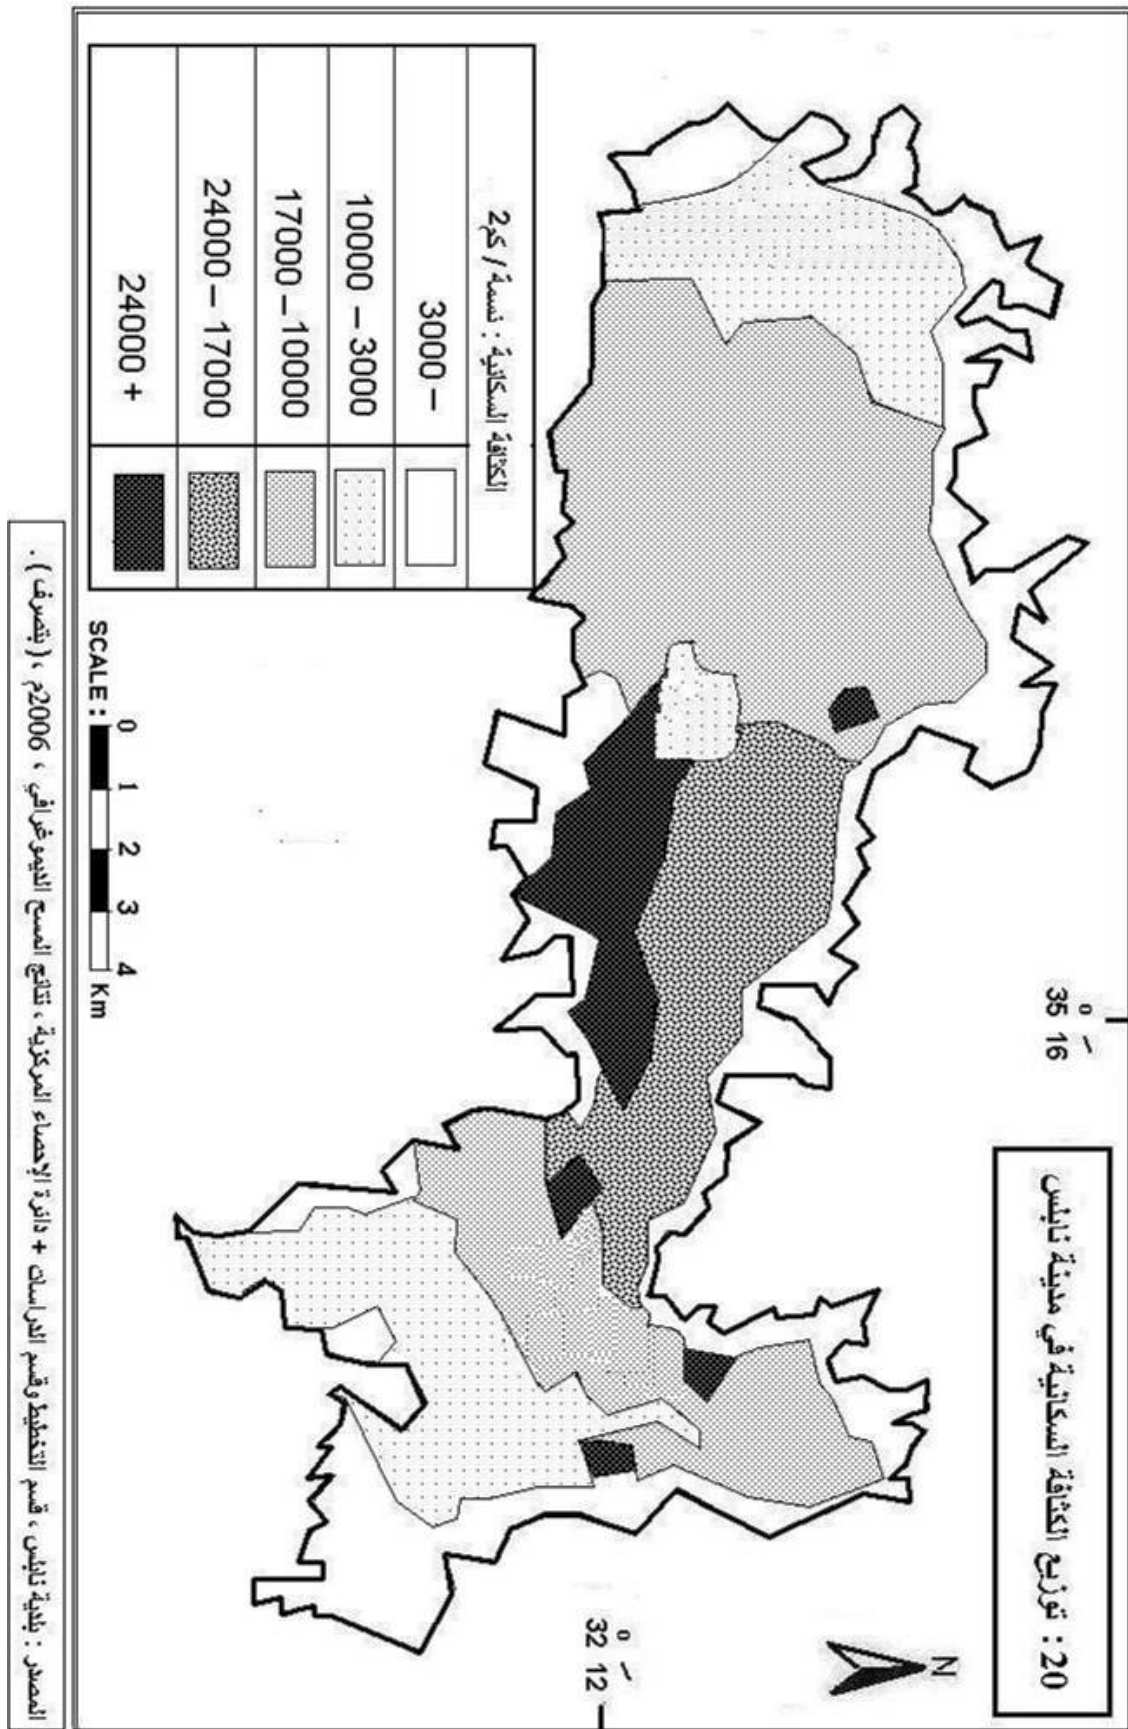 20 : توزيع الكثافة السكانية في مدينة نابلس
N
35° 16′
32° 12′
الكثافة السكانية : نسمة / كم2
3000 –
10000 – 3000
17000 – 10000
24000 – 17000
24000 +
SCALE : 0 1 2 3 4 Km
المصدر : بلدية نابلس ، قسم التخطيط وقسم الدراسات + دائرة الإحصاء المركزية ، نتائج المسح الديموغرافي ، 2006م ، ( بتصرف ) .